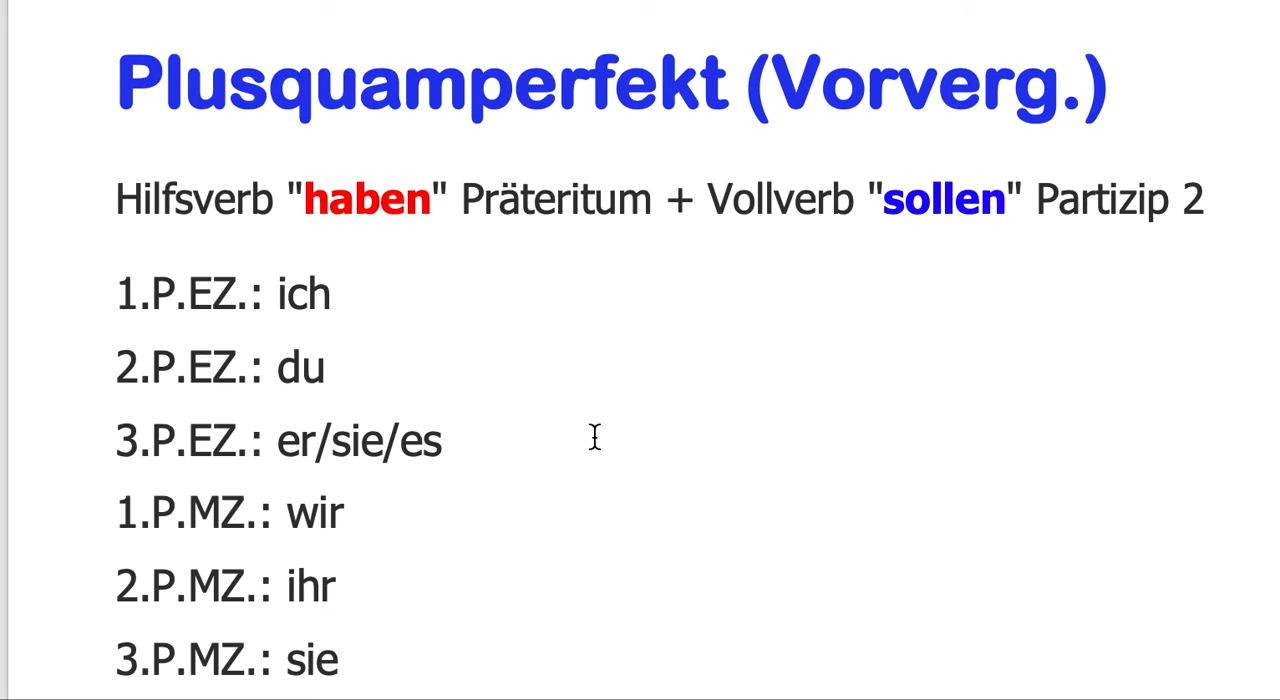 Plusquamperfekt (Vorverg.)
Hilfsverb "haben" Präteritum + Vollverb "sollen" Partizip 2
1.P.EZ.: ich
2.P.EZ.: du
3.P.EZ.: er/sie/es
1.P.MZ.: wir
2.P.MZ.: ihr
3.P.MZ.: sie